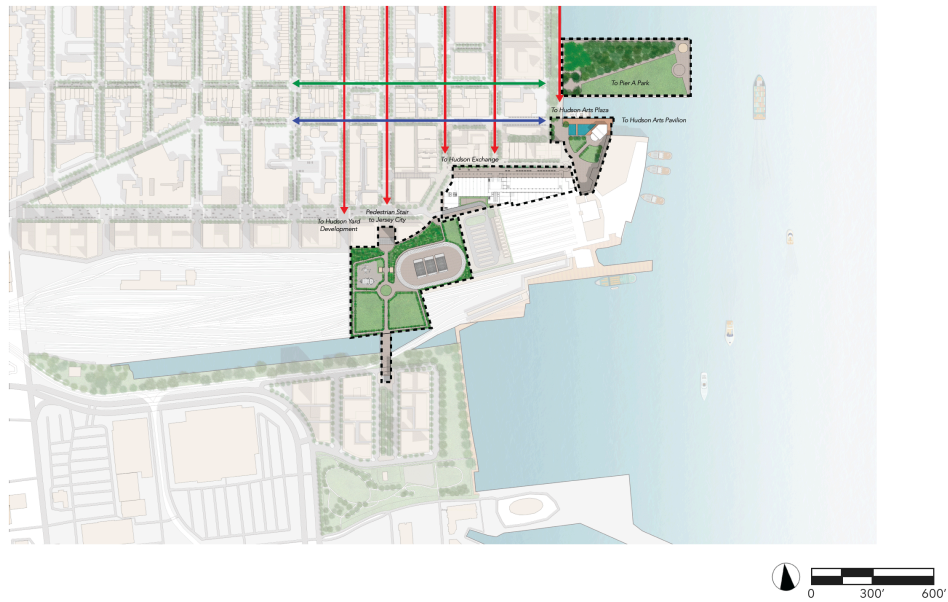 To Pier A Park
To Hudson Arts Plaza
To Hudson Arts Pavilion
To Hudson Exchange
Pedestrian Stair
to Jersey City
To Hudson Yard
Development
0 300' 600'